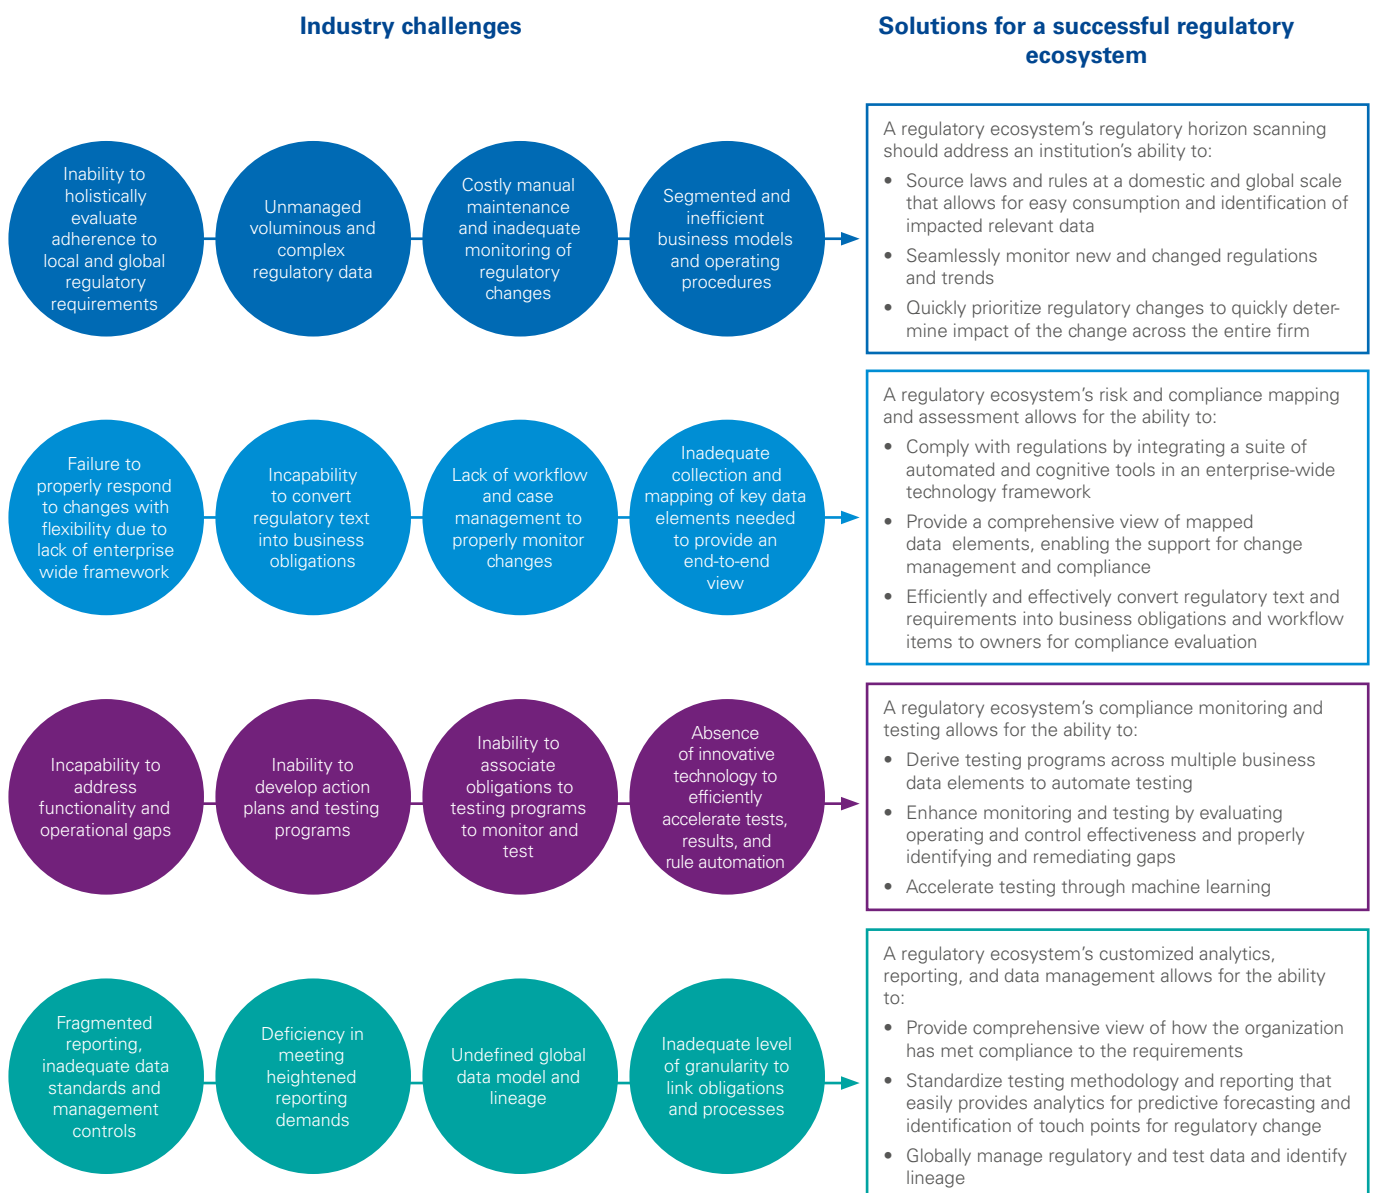 Industry challenges
Solutions for a successful regulatory
ecosystem
Inability to
holistically
evaluate
adherence to
local and global
regulatory
requirements
Unmanaged
voluminous and
complex
regulatory data
Costly manual
maintenance
and inadequate
monitoring of
regulatory
changes
Segmented and
inefficient
business models
and operating
procedures
A regulatory ecosystem’s regulatory horizon scanning
should address an institution’s ability to:
• Source laws and rules at a domestic and global scale
that allows for easy consumption and identification of
impacted relevant data
• Seamlessly monitor new and changed regulations
and trends
• Quickly prioritize regulatory changes to quickly deter-
mine impact of the change across the entire firm
Failure to
properly respond
to changes with
flexibility due to
lack of enterprise
wide framework
Incapability
to convert
regulatory text
into business
obligations
Lack of workflow
and case
management to
properly monitor
changes
Inadequate
collection and
mapping of key data
elements needed
to provide an
end-to-end
view
A regulatory ecosystem’s risk and compliance mapping
and assessment allows for the ability to:
• Comply with regulations by integrating a suite of
automated and cognitive tools in an enterprise-wide
technology framework
• Provide a comprehensive view of mapped
data elements, enabling the support for change
management and compliance
• Efficiently and effectively convert regulatory text and
requirements into business obligations and workflow
items to owners for compliance evaluation
Incapability to
address
functionality and
operational gaps
Inability to
develop action
plans and testing
programs
Inability to
associate
obligations to
testing programs
to monitor and
test
Absence
of innovative
technology to
efficiently
accelerate tests,
results, and
rule automation
A regulatory ecosystem’s compliance monitoring and
testing allows for the ability to:
• Derive testing programs across multiple business
data elements to automate testing
• Enhance monitoring and testing by evaluating
operating and control effectiveness and properly
identifying and remediating gaps
• Accelerate testing through machine learning
Fragmented
reporting,
inadequate data
standards and
management
controls
Deficiency in
meeting
heightened
reporting
demands
Undefined global
data model and
lineage
Inadequate level
of granularity to
link obligations
and processes
A regulatory ecosystem’s customized analytics,
reporting, and data management allows for the ability
to:
• Provide comprehensive view of how the organization
has met compliance to the requirements
• Standardize testing methodology and reporting that
easily provides analytics for predictive forecasting and
identification of touch points for regulatory change
• Globally manage regulatory and test data and identify
lineage